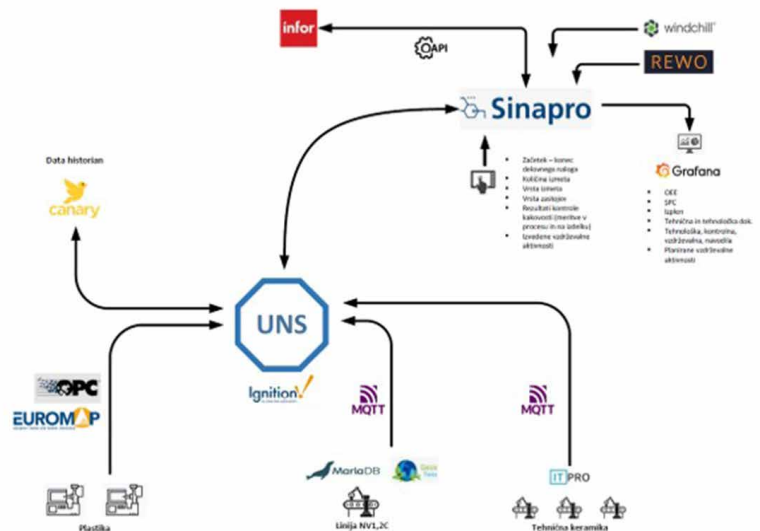 infor
API
windchill
REWO
Sinapro
Data historian
canary
Začetek – konec
delovnega naloga
Količina izmeta
Vrsta izmeta
Vrsta zastojev
Rezultati kontrole
kakovosti (meritve v
procesu in na izdelku)
Izvedene vzdrževalne
aktivnosti
Grafana
OEE
SPC
Izplen
Tehnična in tehnološka dok.
Tehnološka, kontrolna,
vzdrževalna, navodila
Planirane vzdrževalne
aktivnosti
UNS
Ignition!
OPC
EUROMAP
MQTT
MQTT
MariaDB
ITPRO
Plastika
Linija NV1,2C
Tehnična keramika